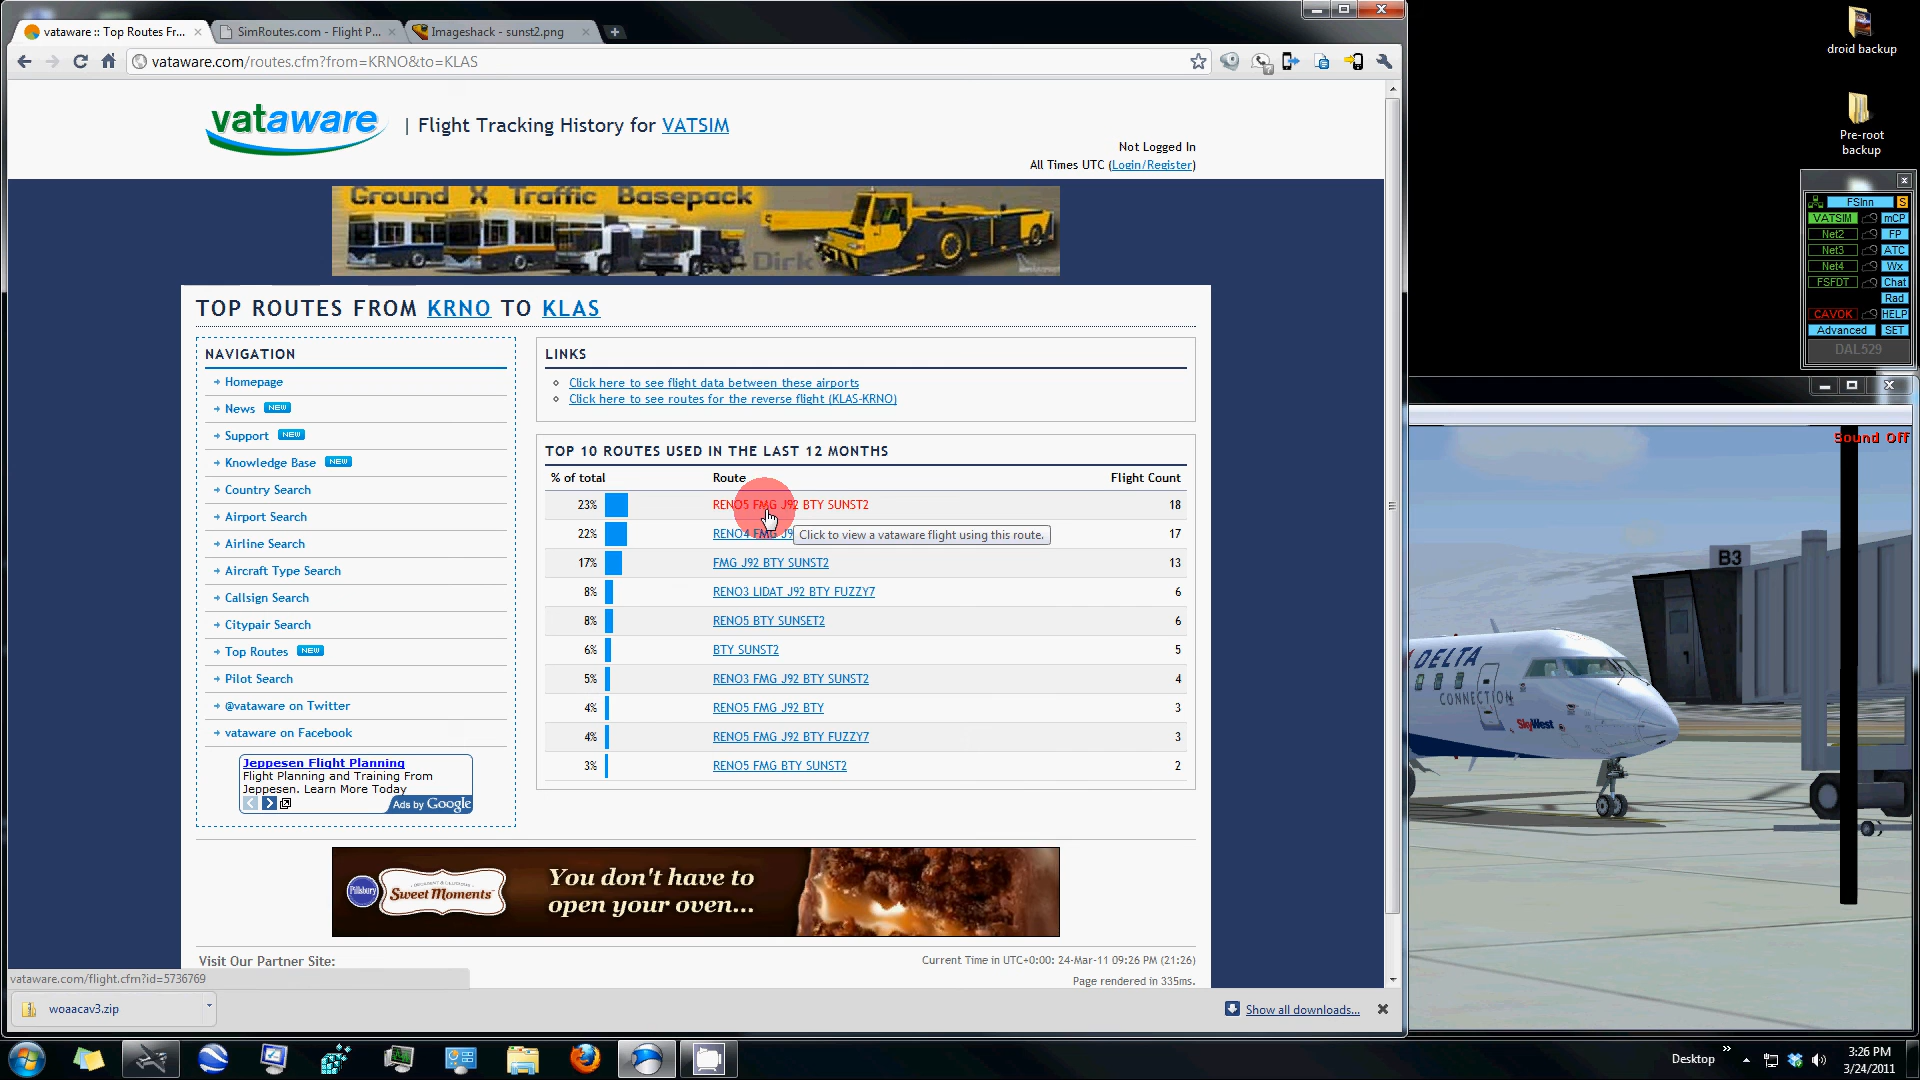 vataware :: Top Routes Fr...
SimRoutes.com - Flight P...
Imageshack - sunst2.png
vataware.com/routes.cfm?from=KRNO&to=KLAS
vataware
| Flight Tracking History for VATSIM
Not Logged In
All Times UTC (Login/Register)
Ground X Traffic Basepack
Dirk
TOP ROUTES FROM KRNO TO KLAS
NAVIGATION
Homepage
News NEW
Support NEW
Knowledge Base NEW
Country Search
Airport Search
Airline Search
Aircraft Type Search
Callsign Search
Citypair Search
Top Routes NEW
Pilot Search
@vataware on Twitter
vataware on Facebook
Jeppesen Flight Planning
Flight Planning and Training From
Jeppesen. Learn More Today
Ads by Google
LINKS
Click here to see flight data between these airports
Click here to see routes for the reverse flight (KLAS-KRNO)
TOP 10 ROUTES USED IN THE LAST 12 MONTHS
% of total Route Flight Count
23% RENO5 FMG J92 BTY SUNST2 18
22% RENO4 FMG J9 17
Click to view a vataware flight using this route.
17% FMG J92 BTY SUNST2 13
8% RENO3 LIDAT J92 BTY FUZZY7 6
8% RENO5 BTY SUNSET2 6
6% BTY SUNST2 5
5% RENO3 FMG J92 BTY SUNST2 4
4% RENO5 FMG J92 BTY 3
4% RENO5 FMG J92 BTY FUZZY7 3
3% RENO5 FMG BTY SUNST2 2
Pillsbury
Sweet Moments
You don't have to
open your oven...
Visit Our Partner Site:
Current Time in UTC+0:00: 24-Mar-11 09:26 PM (21:26)
Page rendered in 335ms.
vataware.com/flight.cfm?id=5736769
woaacav3.zip
Show all downloads...
droid backup
Pre-root
backup
FSInn S
VATSIM mCP
Net2 FP
Net3 ATC
Net4 Wx
FSFDT Chat
Rad
CAVOK HELP
Advanced SET
DAL529
Sound Off
B3
DELTA
CONNECTION
SkyWest
Desktop
3:26 PM
3/24/2011